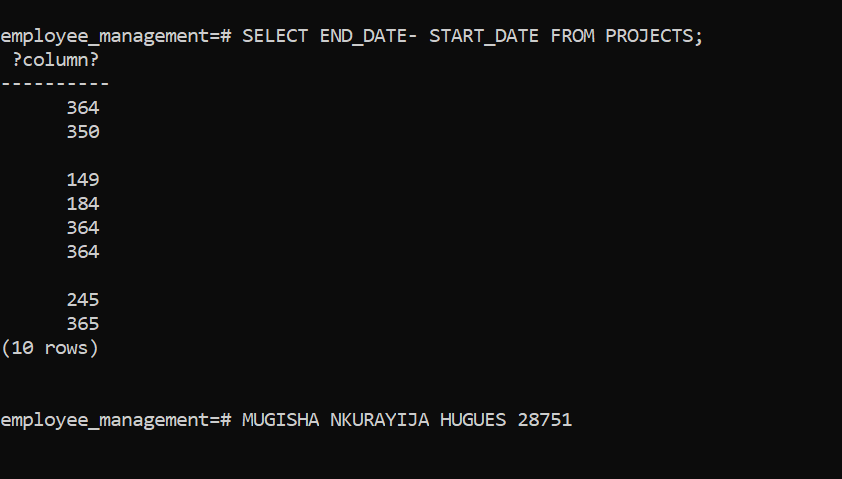 employee_management=# SELECT END_DATE- START_DATE FROM PROJECTS;
?column?
----------
364
350
149
184
364
364
245
365
(10 rows)
employee_management=# MUGISHA NKURAYIJA HUGUES 28751